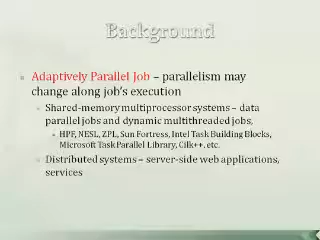 Background
Adaptively Parallel Job – parallelism may
change along job's execution
Shared-memory multiprocessor systems – data
parallel jobs and dynamic multithreaded jobs,
HPF, NESL, ZPL, Sun Fortress, Intel Task Building Blocks,
Microsoft Task Parallel Library, Cilk++, etc.
Distributed systems – server-side web applications,
services